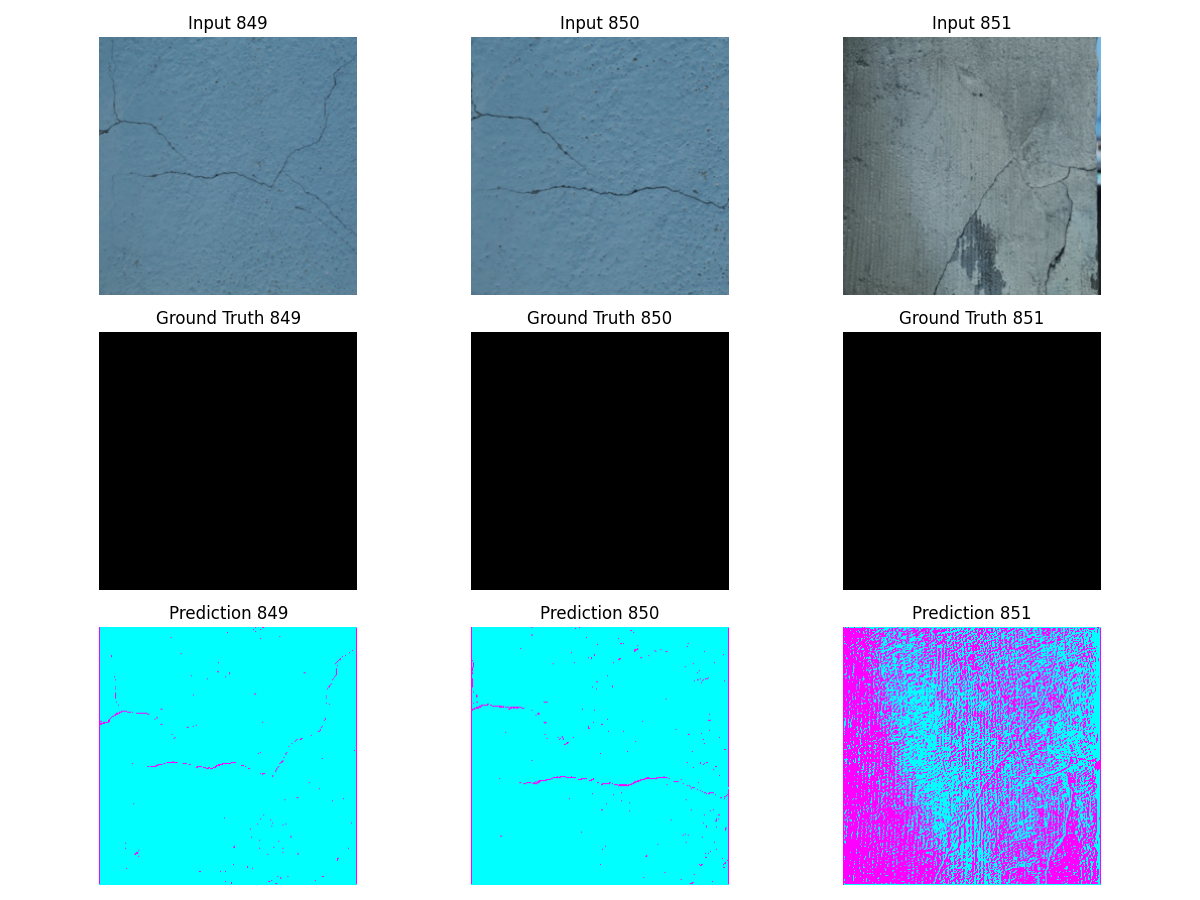 Input 849
Input 850
Input 851
Ground Truth 849
Ground Truth 850
Ground Truth 851
Prediction 849
Prediction 850
Prediction 851